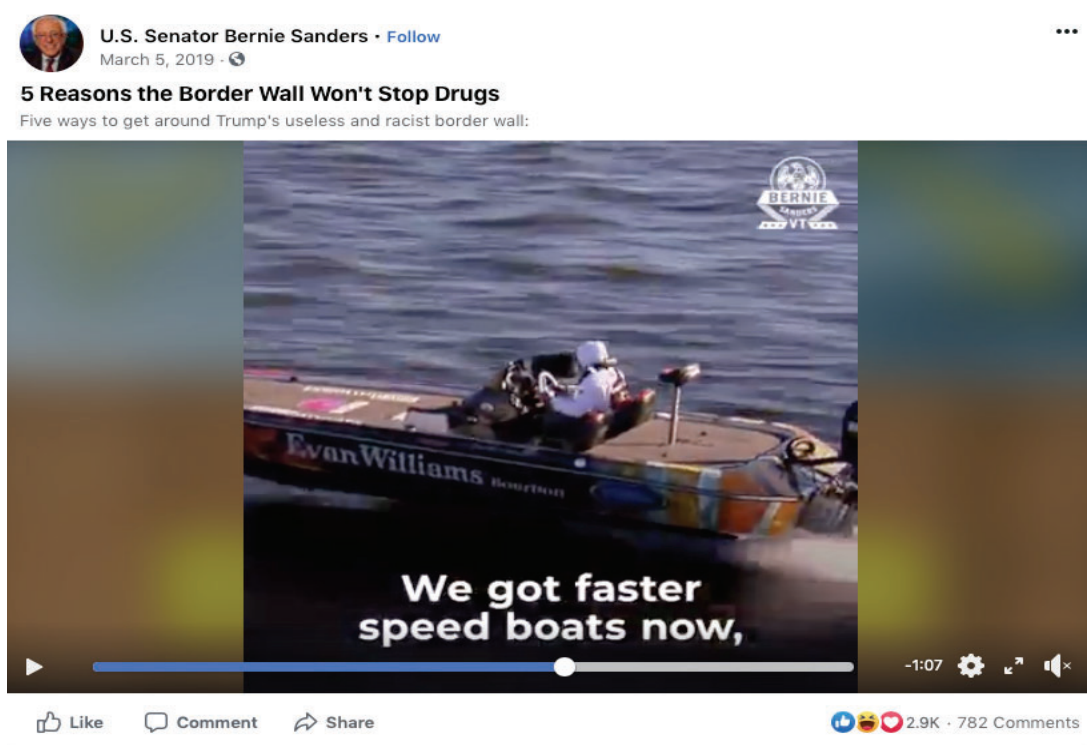 U.S. Senator Bernie Sanders · Follow
March 5, 2019 ·
5 Reasons the Border Wall Won't Stop Drugs
Five ways to get around Trump's useless and racist border wall:
BERNIE
SANDERS
VT
EvanWilliams Bourbon
We got faster
speed boats now,
-1:07
Like Comment Share 2.9K · 782 Comments